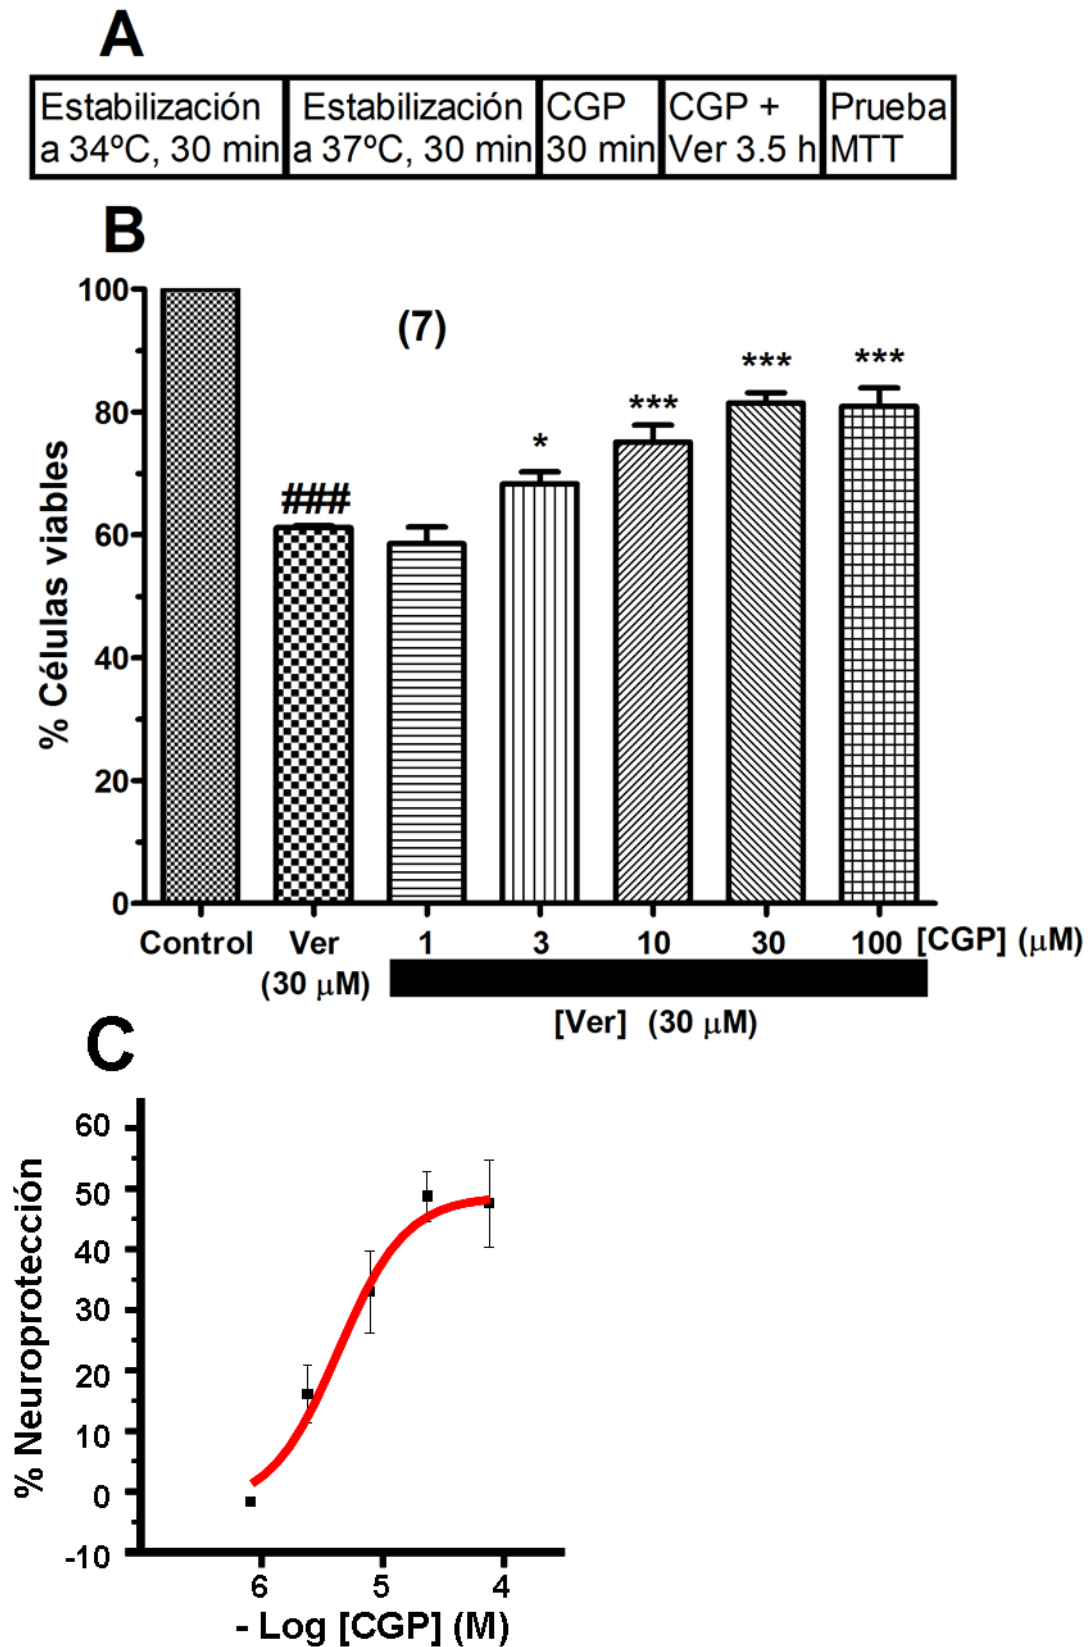 A
Estabilización
a 34ºC, 30 min
Estabilización
a 37ºC, 30 min
CGP
30 min
CGP +
Ver 3.5 h
Prueba
MTT
B
% Células viables
100
80
60
40
20
0
(7)
###
*
***
***
***
Control
Ver
(30 μM)
1
3
10
30
100
[CGP] (μM)
[Ver] (30 μM)
C
% Neuroprotección
60
50
40
30
20
10
0
-10
6
5
4
- Log [CGP] (M)